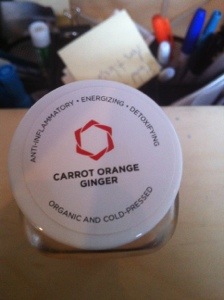 ANTI-INFLAMMATORY • ENERGIZING • DETOXIFYING
CARROT ORANGE
GINGER
ORGANIC AND COLD-PRESSED